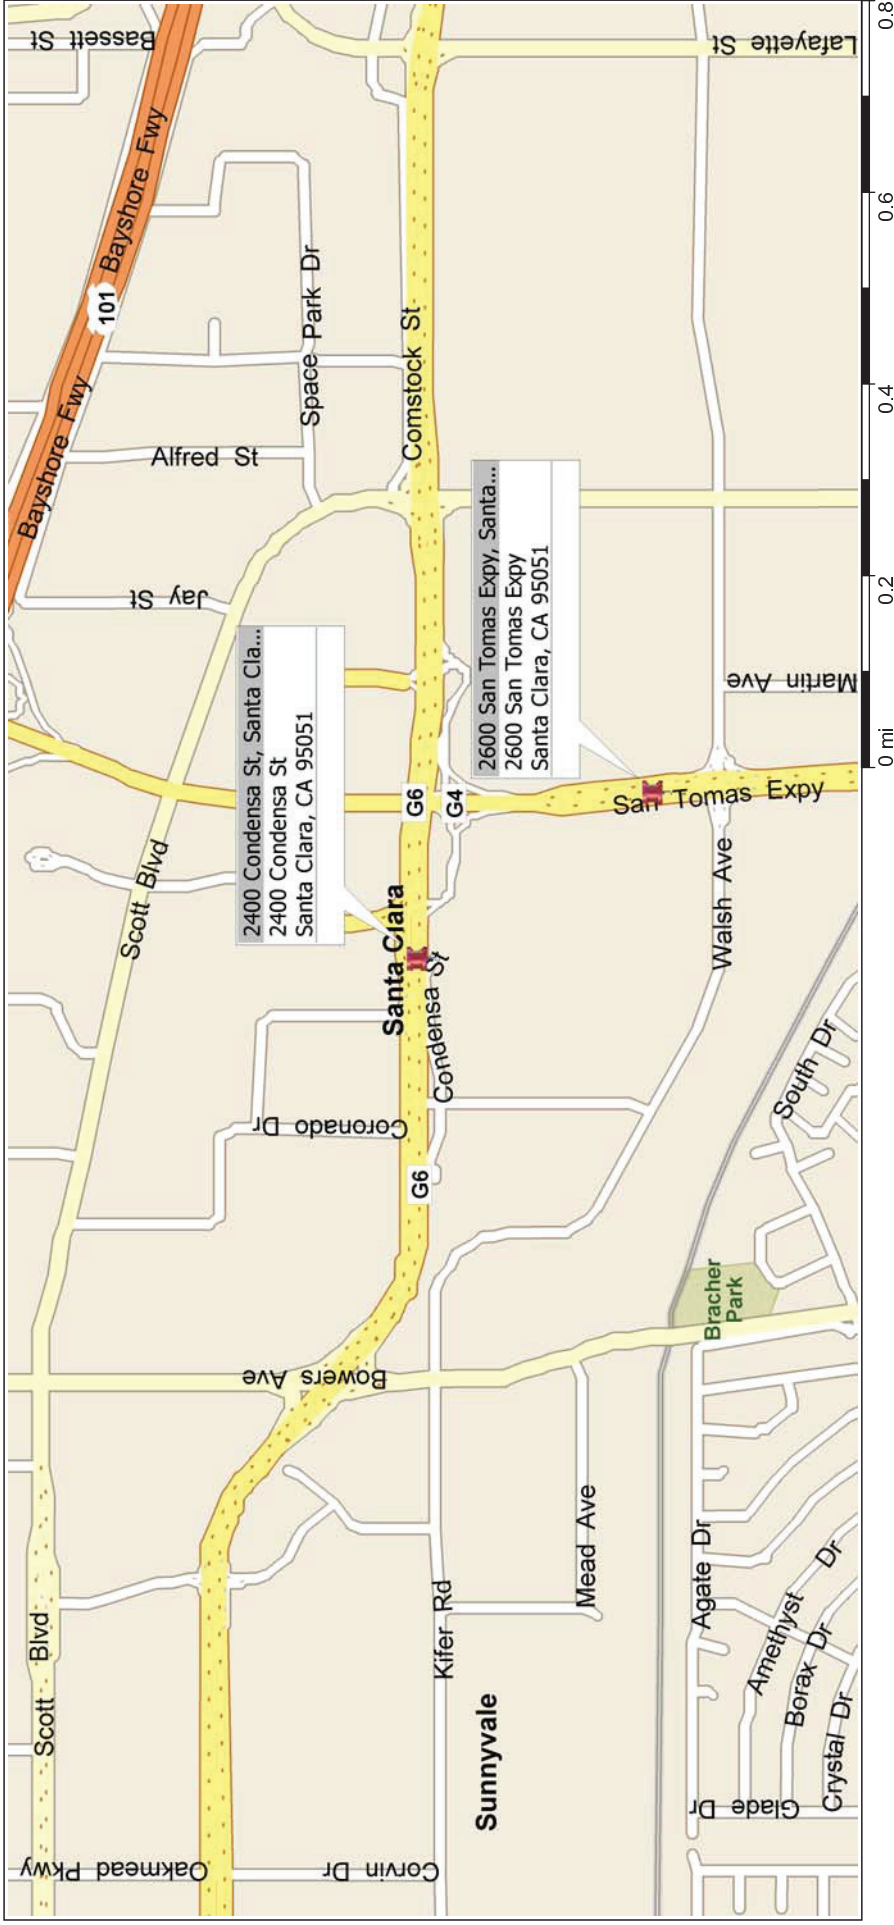 Scott Blvd
Oakmead Pkwy
Corvin Dr
Sunnyvale
Kifer Rd
Mead Ave
Agate Dr
Glade Dr
Amethyst Dr
Borax Dr
Crystal Dr
Bowers Ave
Bracher
Park
G6
Coronado Dr
Condensa St
Santa Clara
South Dr
Walsh Ave
Scott Blvd
2400 Condensa St, Santa Cla...
2400 Condensa St
Santa Clara, CA 95051
G6
G4
San Tomas Expy
2600 San Tomas Expy, Santa...
2600 San Tomas Expy
Santa Clara, CA 95051
Martin Ave
Jay St
Bayshore Fwy
Alfred St
Space Park Dr
Comstock St
101
Bayshore Fwy
Bassett St
Lafayette St
0 mi
0.2
0.4
0.6
0.8